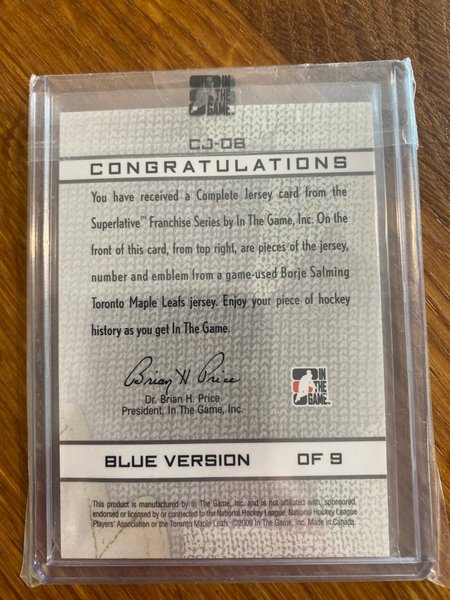 IN
THE
GAME
CJ-08
CONGRATULATIONS
You have received a Complete Jersey card from the
Superlative™ Franchise Series by In The Game, Inc. On the
front of this card, from top right, are pieces of the jersey,
number and emblem from a game-used Borje Salming
Toronto Maple Leafs jersey. Enjoy your piece of hockey
history as you get In The Game.
Brian H Price
Dr. Brian H. Price
President, In The Game, Inc.
IN
THE
GAME
BLUE VERSION OF 9
This product is manufactured by In The Game, Inc. and is not affiliated with, sponsored,
endorsed or licensed by or connected to the National Hockey League, National Hockey League
Players' Association or the Toronto Maple Leafs. ©2009 In The Game, Inc. Made in Canada.